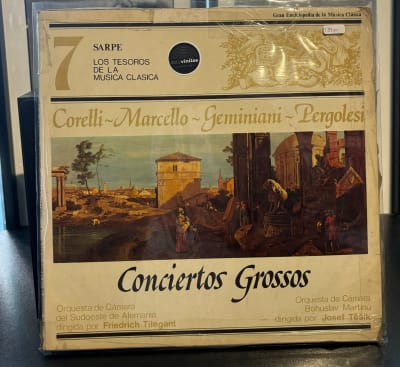 Gran Enciclopedia de la Música Clásica
7
SARPE
LOS TESOROS
DE LA
MUSICA CLASICA
vinilos
Corelli~Marcello~Geminiani~Pergolesi
Conciertos Grossos
Orquesta de Cámara
del Sudoeste de Alemania
dirigida por Friedrich Tilegant
Orquesta de Cámara
Bohuslav Martinu
dirigida por Josef